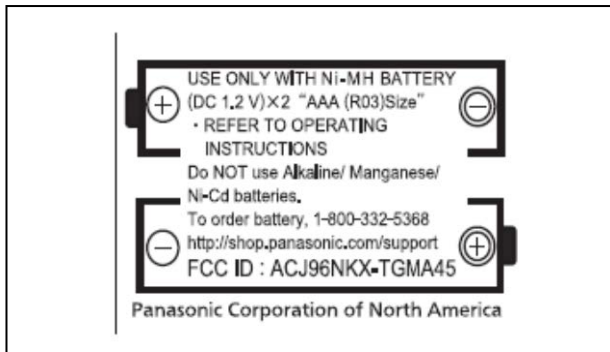 USE ONLY WITH Ni-MH BATTERY
(DC 1.2 V)×2 “AAA (R03)Size”
・REFER TO OPERATING
INSTRUCTIONS
Do NOT use Alkaline/ Manganese/
Ni-Cd batteries.
To order battery, 1-800-332-5368
http://shop.panasonic.com/support
FCC ID : ACJ96NKX-TGMA45
Panasonic Corporation of North America